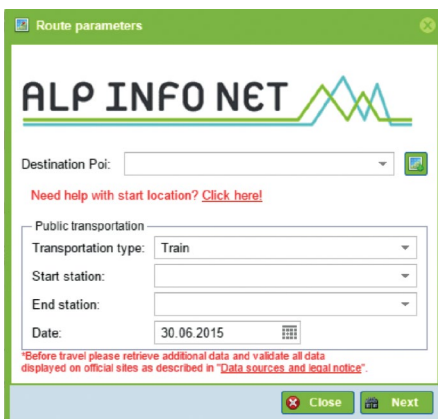 Route parameters
ALP INFO NET
Destination Poi:
Need help with start location? Click here!
Public transportation
Transportation type: Train
Start station:
End station:
Date: 30.06.2015
*Before travel please retrieve additional data and validate all data
displayed on official sites as described in "Data sources and legal notice".
Close Next